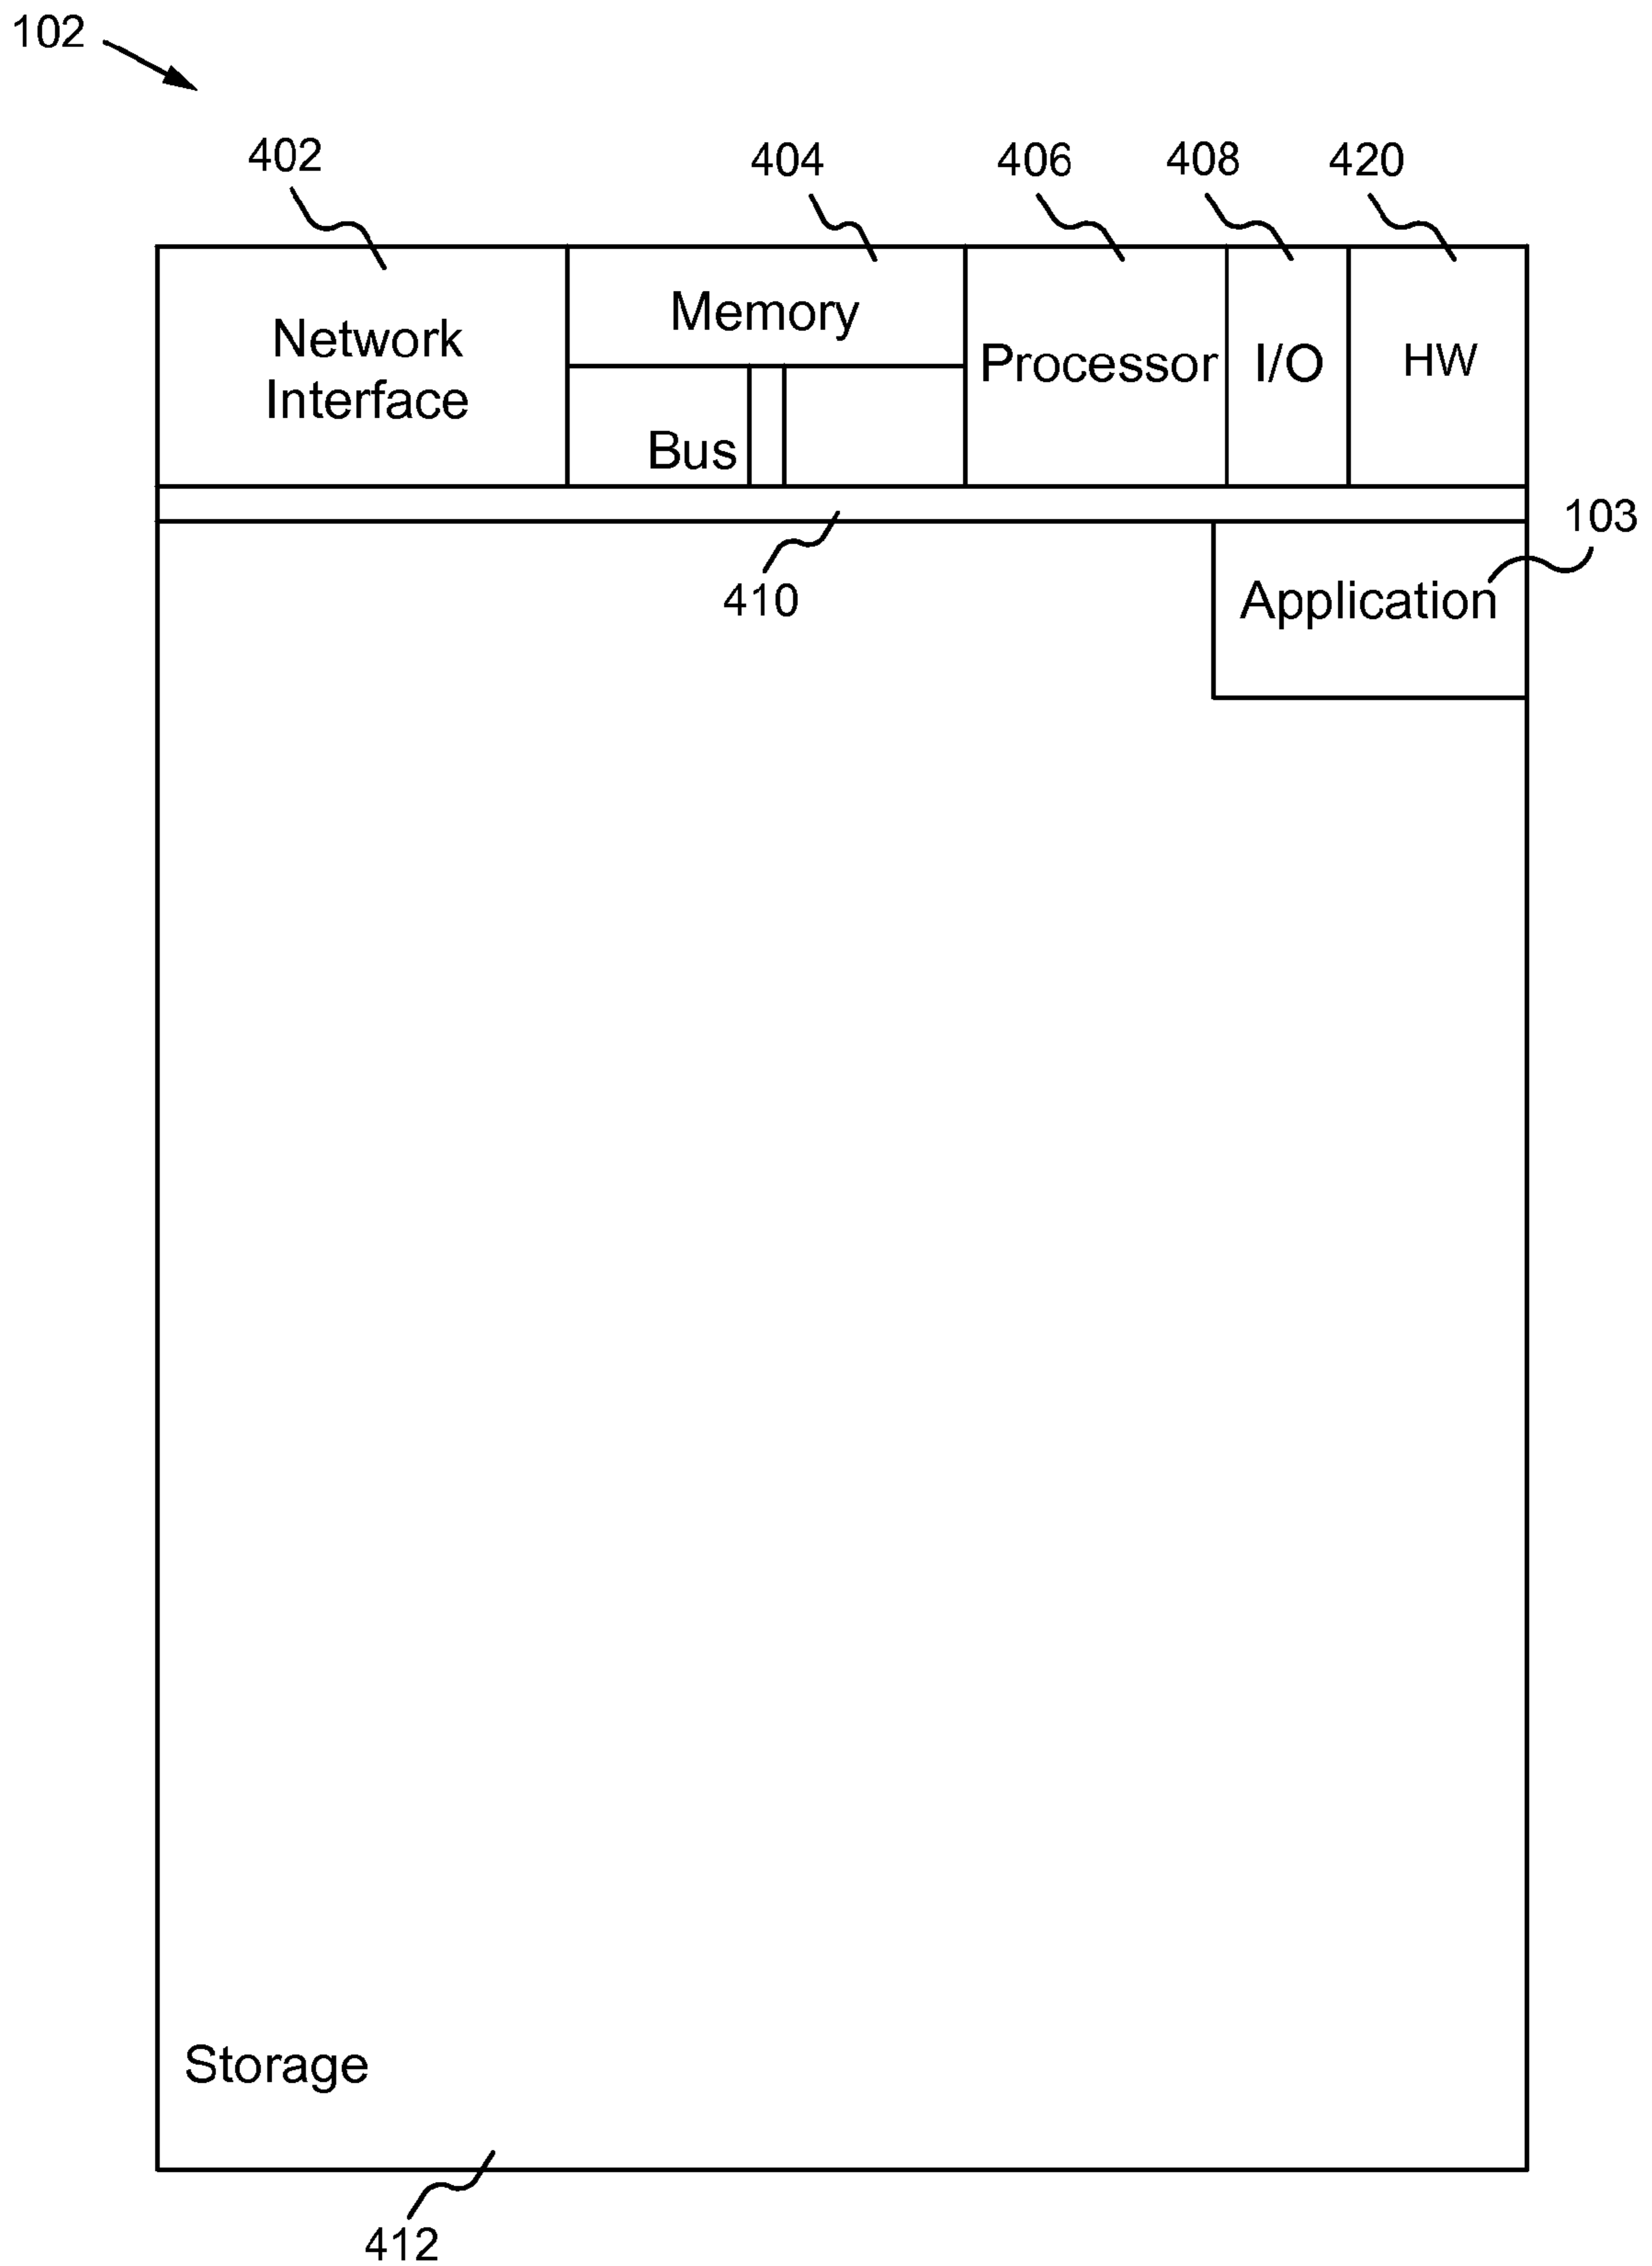 102
402
404
406
408
420
Network
Interface
Memory
Bus
Processor
I/O
HW
103
410
Application
Storage
412